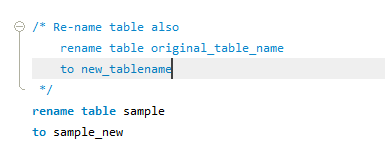 /* Re-name table also
rename table original_table_name
to new_tablename
*/
rename table sample
to sample_new